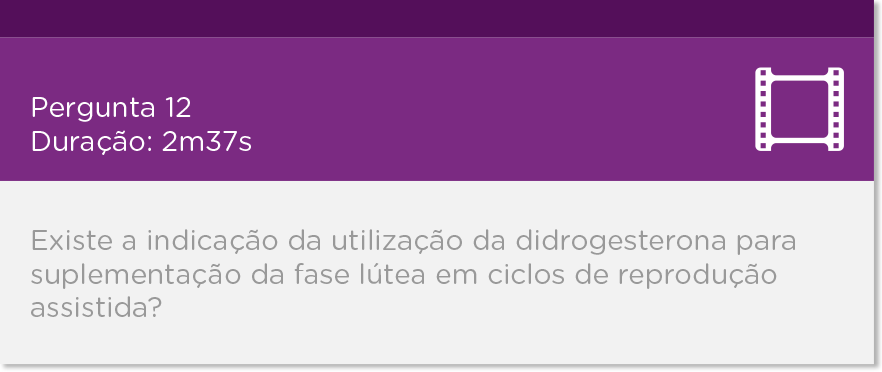 Pergunta 12
Duração: 2m37s
Existe a indicação da utilização da didrogesterona para
suplementação da fase lútea em ciclos de reprodução
assistida?